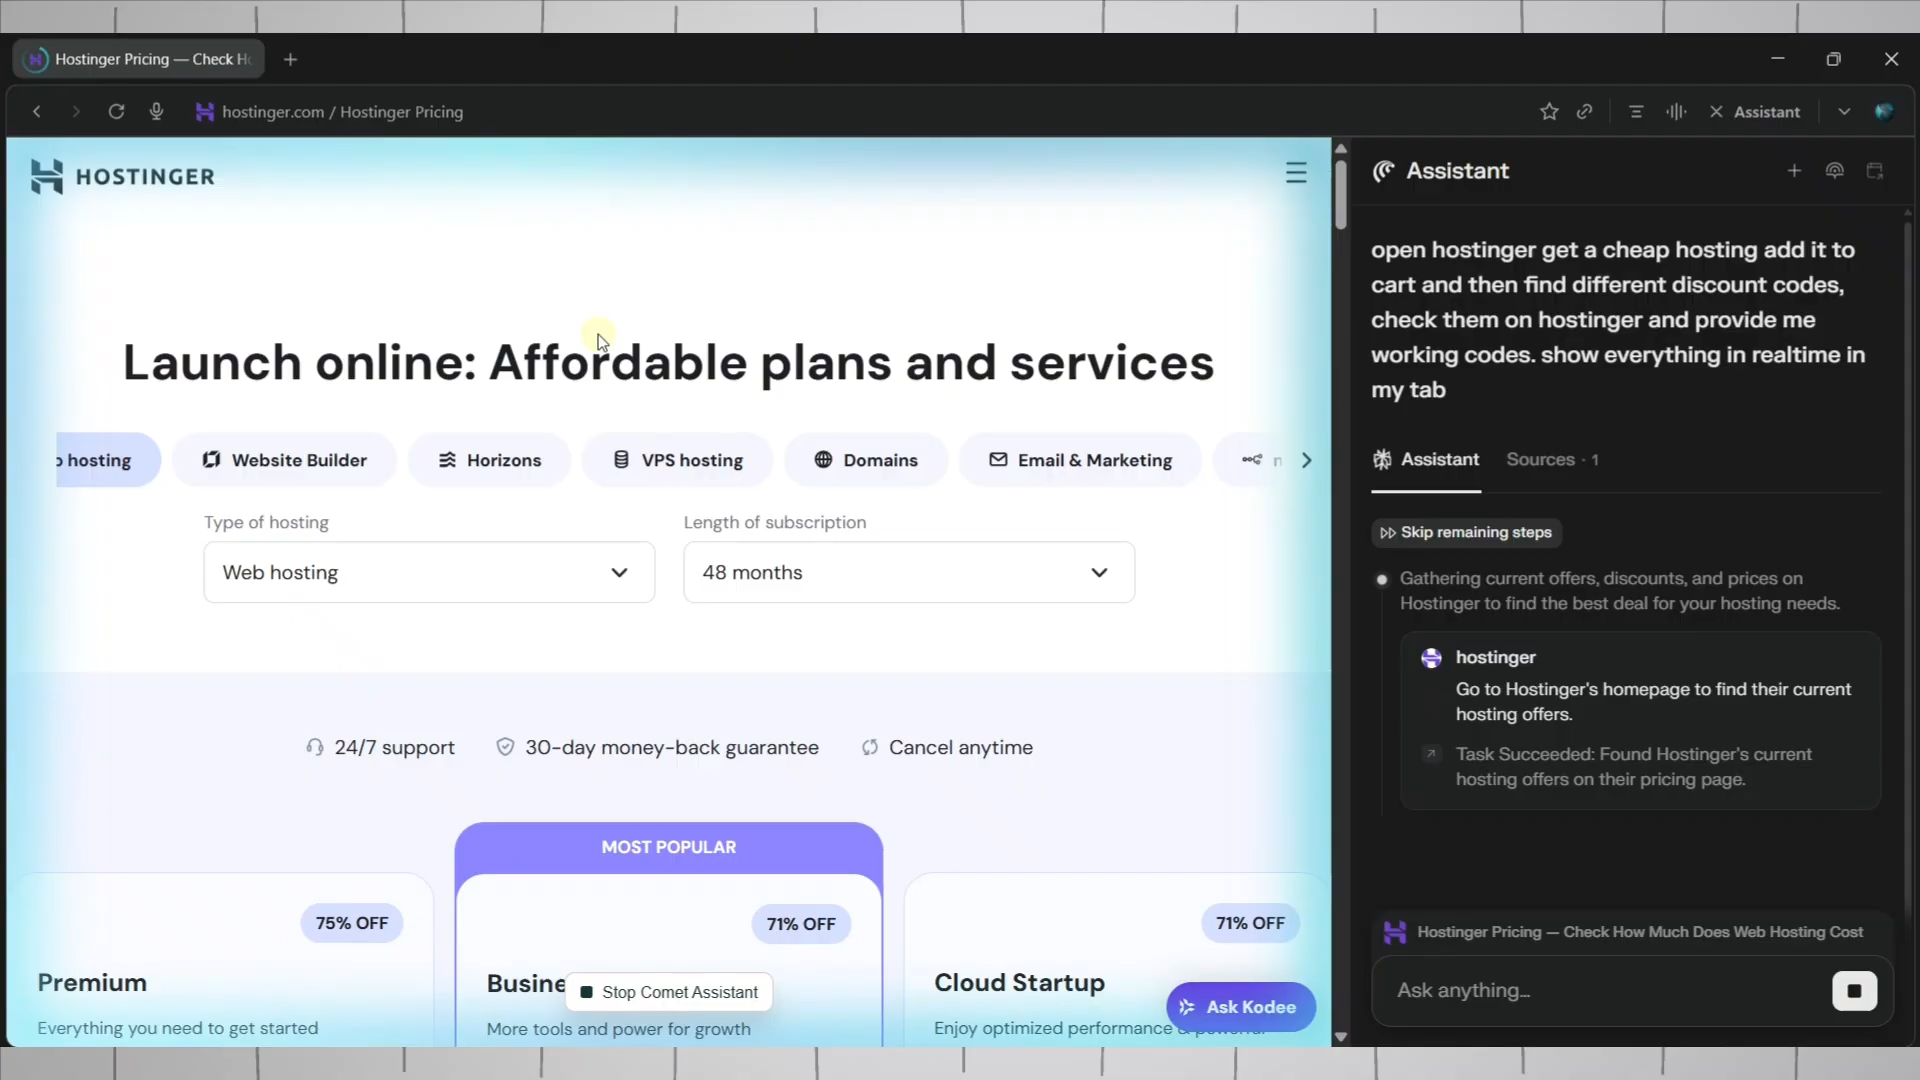 Hostinger Pricing — Check H
hostinger.com / Hostinger Pricing
Assistant
HOSTINGER
Launch online: Affordable plans and services
hosting
Website Builder
Horizons
VPS hosting
Domains
Email & Marketing
Type of hosting
Length of subscription
Web hosting
48 months
24/7 support
30-day money-back guarantee
Cancel anytime
MOST POPULAR
75% OFF
71% OFF
71% OFF
Premium
Busine
Cloud Startup
Everything you need to get started
More tools and power for growth
Enjoy optimized performance &
Stop Comet Assistant
Ask Kodee
Assistant
open hostinger get a cheap hosting add it to
cart and then find different discount codes,
check them on hostinger and provide me
working codes. show everything in realtime in
my tab
Assistant
Sources · 1
Skip remaining steps
Gathering current offers, discounts, and prices on
Hostinger to find the best deal for your hosting needs.
hostinger
Go to Hostinger's homepage to find their current
hosting offers.
Task Succeeded: Found Hostinger's current
hosting offers on their pricing page.
Hostinger Pricing — Check How Much Does Web Hosting Cost
Ask anything...